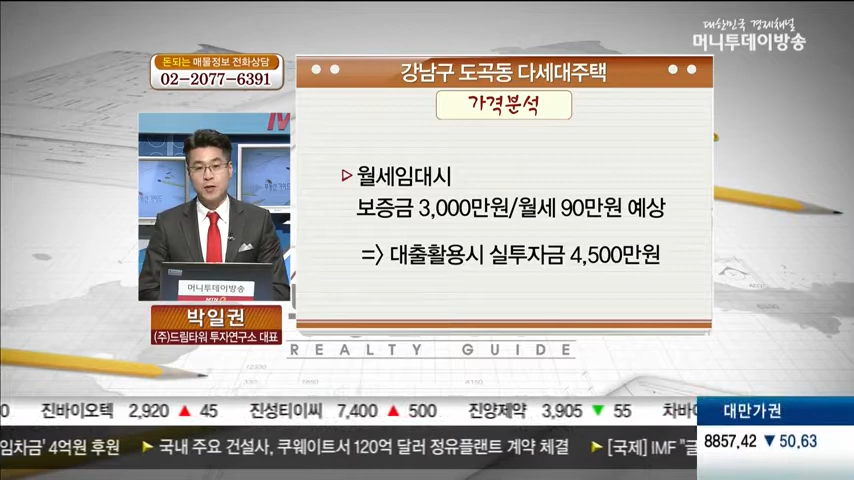 대한민국 경제채널
머니투데이방송
돈되는 매물정보 전화상담
02-2077-6391
강남구 도곡동 다세대주택
가격분석
▷월세임대시
보증금 3,000만원/월세 90만원 예상
=> 대출활용시 실투자금 4,500만원
머니투데이방송
MTN
박일권
(주)드림타워 투자연구소 대표
REALTY GUIDE
0 진바이오텍 2,920 ▲ 45 진성티이씨 7,400 ▲ 500 진양제약 3,905 ▼ 55 차바
대만가권
8857,42 ▼50,63
임차금' 4억원 후원 ▶ 국내 주요 건설사, 쿠웨이트서 120억 달러 정유플랜트 계약 체결 ▶ [국제] IMF "글